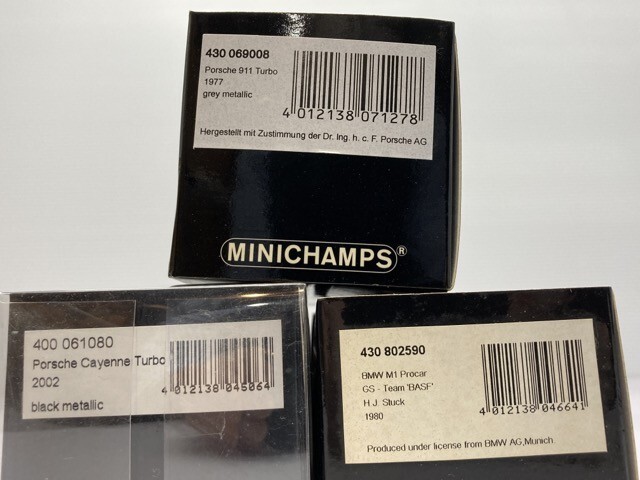 430 069008
Porsche 911 Turbo
1977
grey metallic
4 012138 071278
Hergestellt mit Zustimmung der Dr. Ing. h. c. F. Porsche AG
MINICHAMPS®
400 061080
Porsche Cayenne Turbo
2002
black metallic
4 012138 045064
430 802590
BMW M1 Procar
GS - Team 'BASF'
H.J. Stuck
1980
4 012138 046641
Produced under license from BMW AG,Munich.